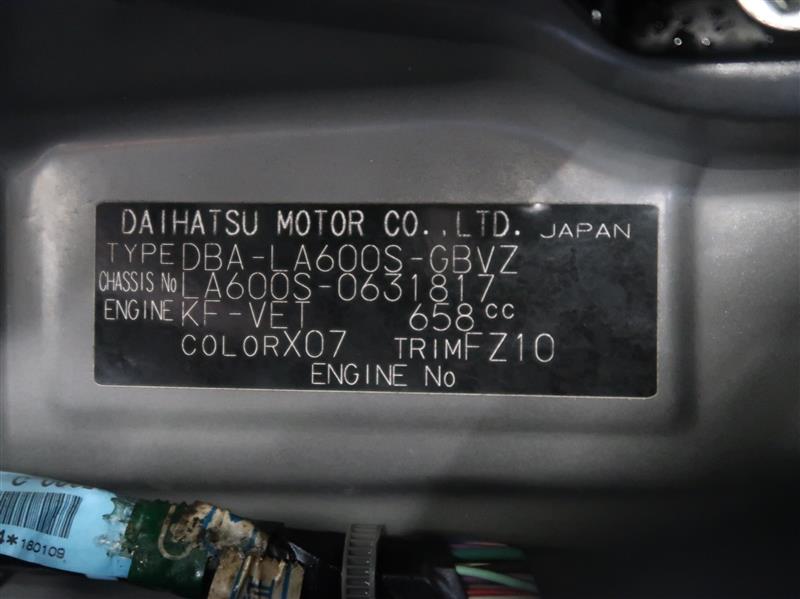 DAIHATSU MOTOR CO.,LTD. JAPAN
TYPE DBA-LA600S-GBVZ
CHASSIS No LA600S-0631817
ENGINE KF-VET 658 cc
COLOR X07 TRIM FZ10
ENGINE No
4*180109